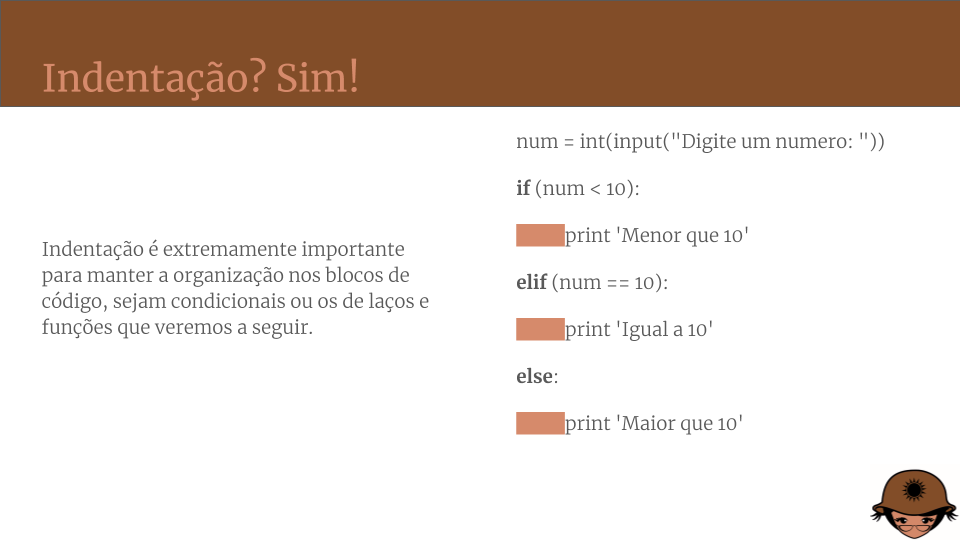 Indentação? Sim!
Indentação é extremamente importante
para manter a organização nos blocos de
código, sejam condicionais ou os de laços e
funções que veremos a seguir.
num = int(input("Digite um numero: "))
if (num < 10):
print 'Menor que 10'
elif (num == 10):
print 'Igual a 10'
else:
print 'Maior que 10'